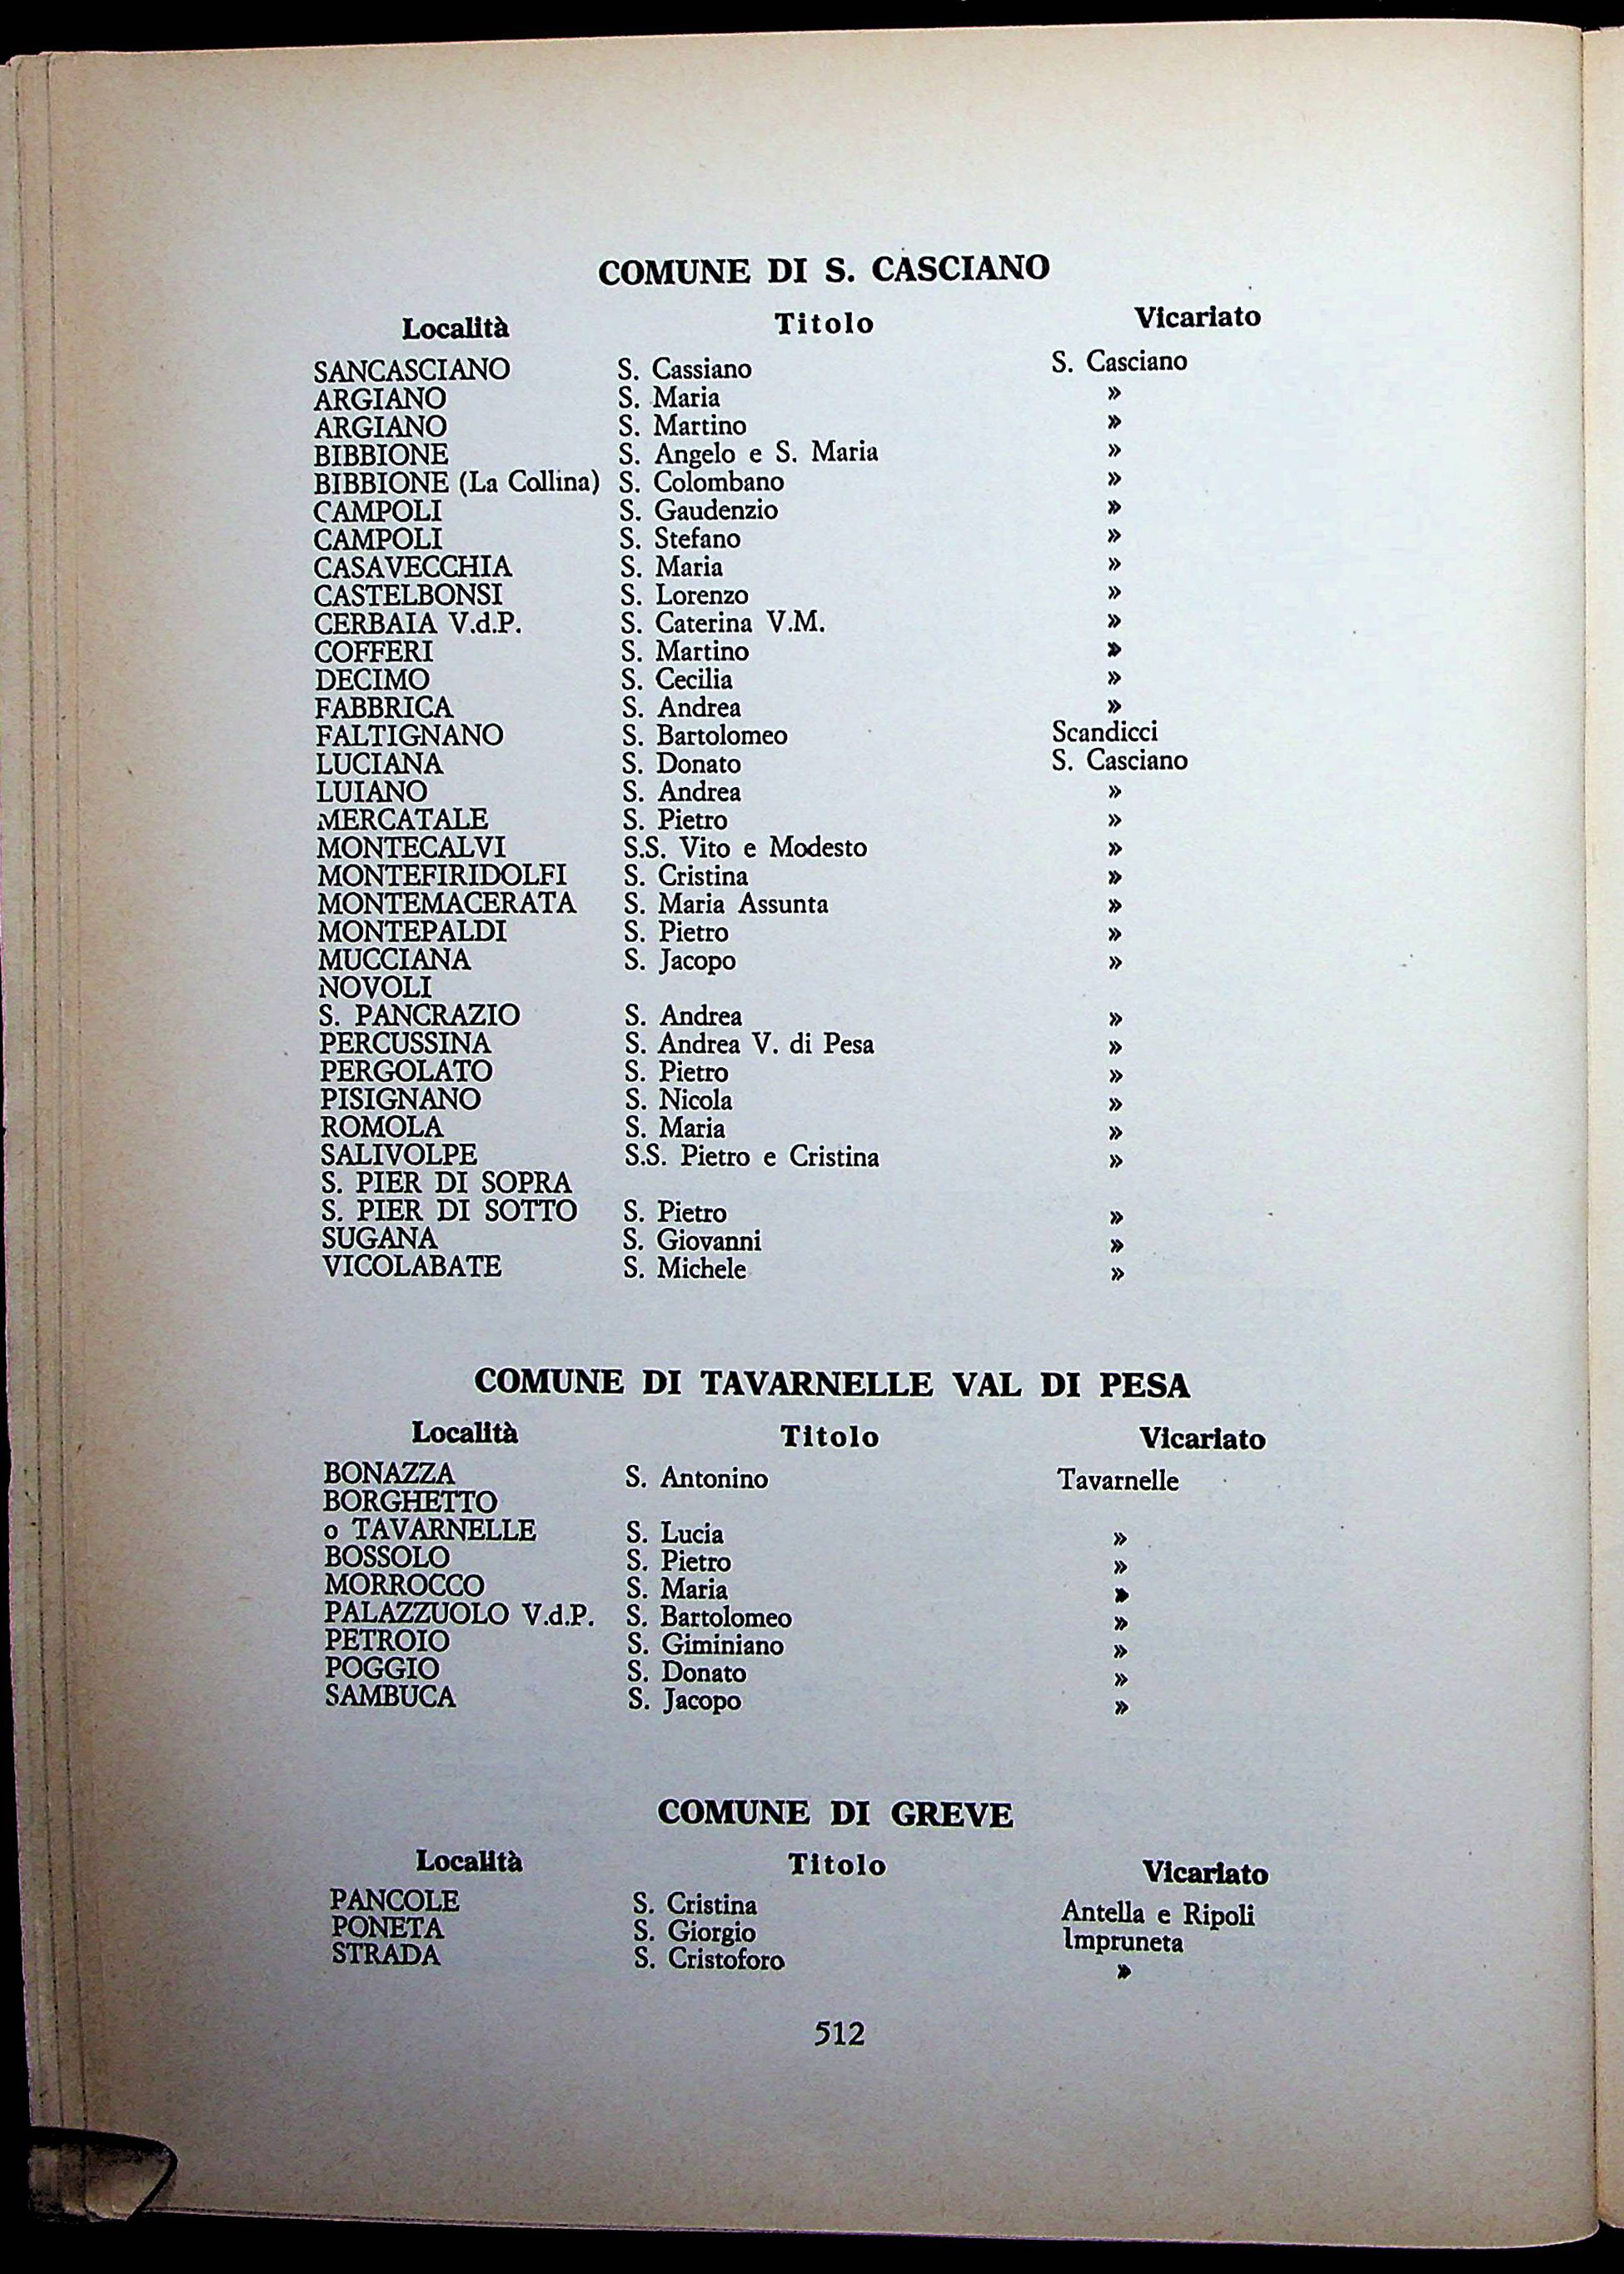 COMUNE DI S. CASCIANO
Località Titolo Vicariato
SANCASCIANO S. Cassiano S. Casciano
ARGIANO S. Maria »
ARGIANO S. Martino »
BIBBIONE S. Angelo e S. Maria »
BIBBIONE (La Collina) S. Colombano »
CAMPOLI S. Gaudenzio »
CAMPOLI S. Stefano »
CASAVECCHIA S. Maria »
CASTELBONSI S. Lorenzo »
CERBAIA V.d.P. S. Caterina V.M. »
COFFERI S. Martino »
DECIMO S. Cecilia »
FABBRICA S. Andrea »
FALTIGNANO S. Bartolomeo Scandicci
LUCIANA S. Donato S. Casciano
LUIANO S. Andrea »
MERCATALE S. Pietro »
MONTECALVI S.S. Vito e Modesto »
MONTEFIRIDOLFI S. Cristina »
MONTEMACERATA S. Maria Assunta »
MONTEPALDI S. Pietro »
MUCCIANA S. Jacopo »
NOVOLI
S. PANCRAZIO S. Andrea »
PERCUSSINA S. Andrea V. di Pesa »
PERGOLATO S. Pietro »
PISIGNANO S. Nicola »
ROMOLA S. Maria »
SALIVOLPE S.S. Pietro e Cristina »
S. PIER DI SOPRA
S. PIER DI SOTTO S. Pietro »
SUGANA S. Giovanni »
VICOLABATE S. Michele »
COMUNE DI TAVARNELLE VAL DI PESA
Località Titolo Vicariato
BONAZZA S. Antonino Tavarnelle
BORGHETTO
o TAVARNELLE S. Lucia »
BOSSOLO S. Pietro »
MORROCCO S. Maria »
PALAZZUOLO V.d.P. S. Bartolomeo »
PETROIO S. Giminiano »
POGGIO S. Donato »
SAMBUCA S. Jacopo »
COMUNE DI GREVE
Località Titolo Vicariato
PANCOLE S. Cristina Antella e Ripoli
PONETA S. Giorgio Impruneta
STRADA S. Cristoforo »
512